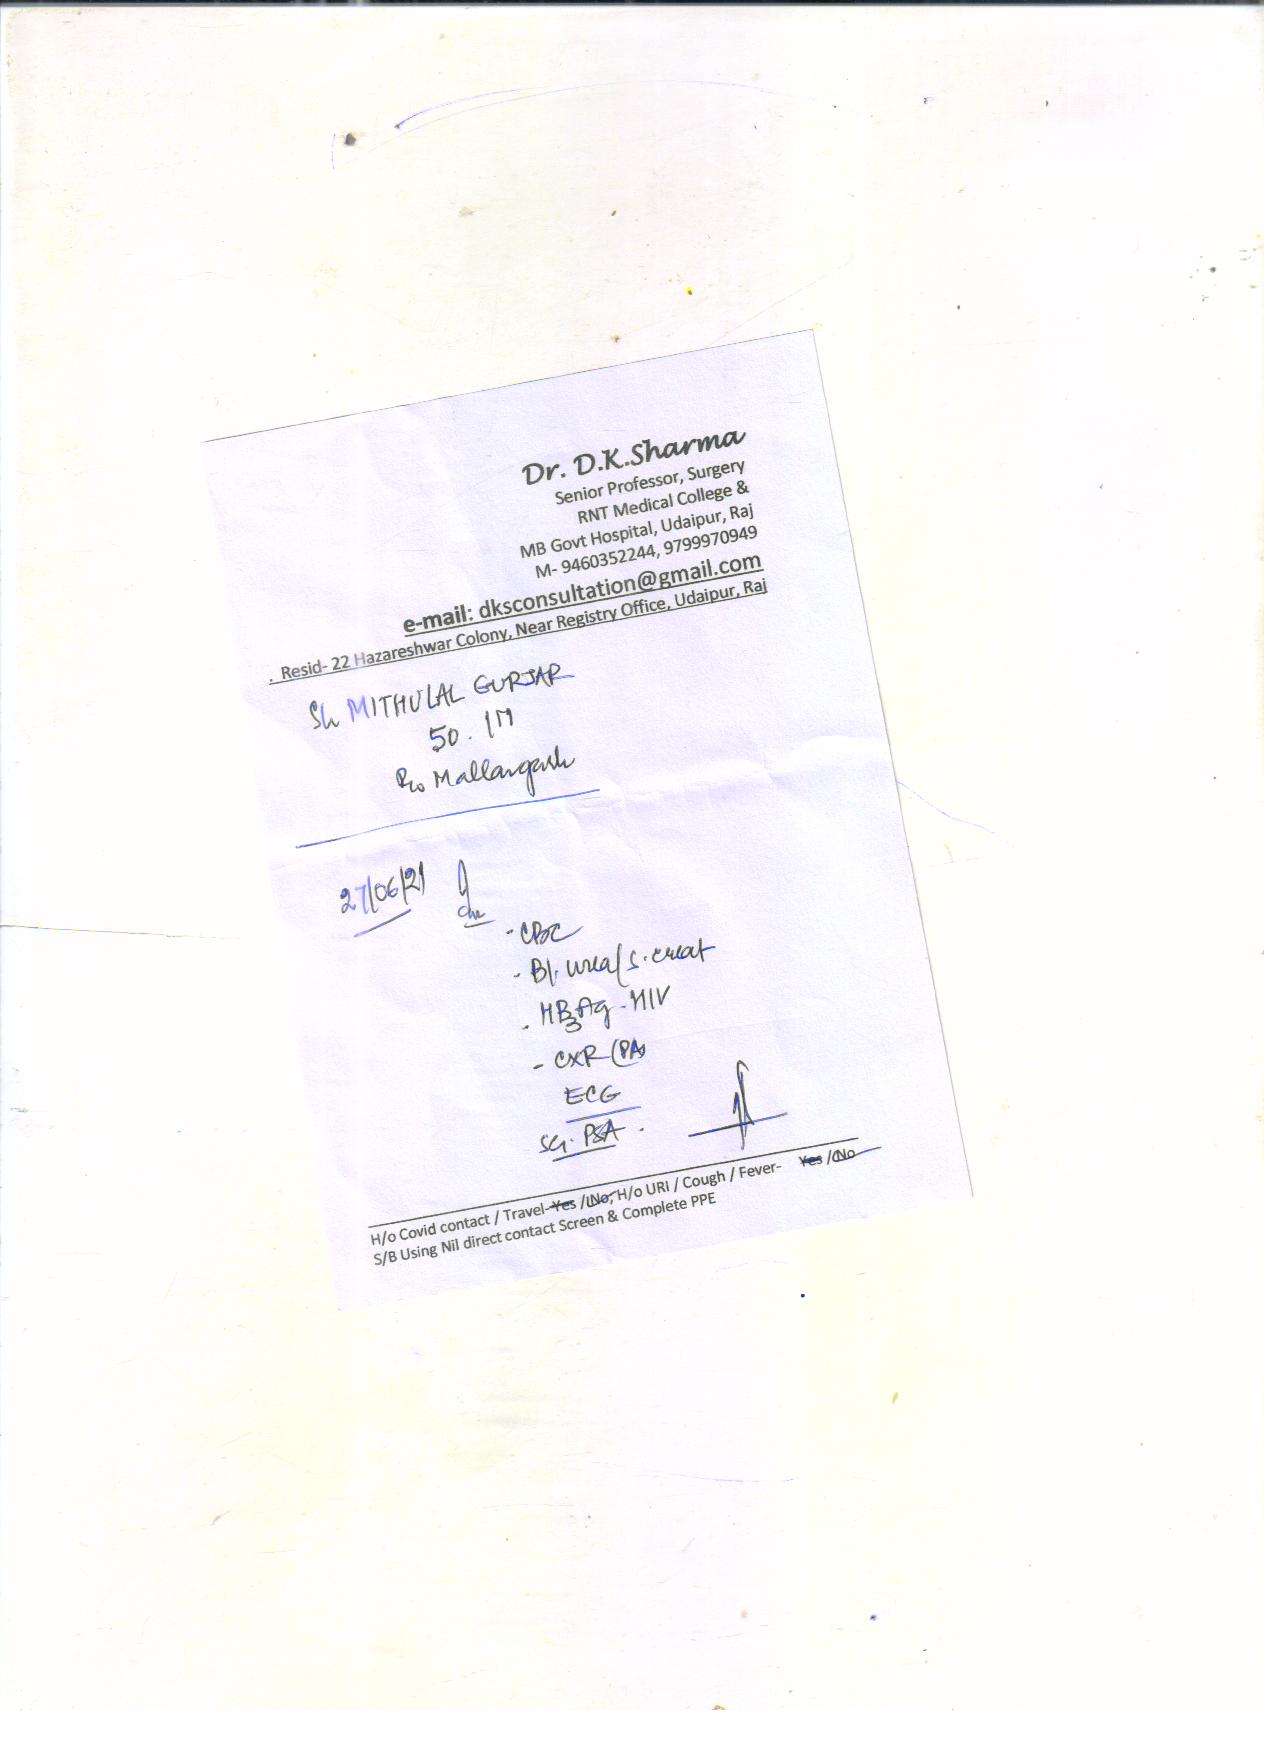 Dr. D.K.Sharma
Senior Professor, Surgery
RNT Medical College &
MB Govt Hospital, Udaipur, Raj
M- 9460352244, 9799970949
e-mail: dksconsultation@gmail.com
. Resid- 22 Hazareshwar Colony, Near Registry Office, Udaipur, Raj
Sh MITHULAL GURJAR
50 . / M
R/o
27/06/21
- CBC
- Bl. urea / S. creat
- HBsAg - HIV
- CXR (PA)
ECG
Sr. PSA .
H/o Covid contact / Travel- Yes / No, H/o URI / Cough / Fever- Yes / No
S/B Using Nil direct contact Screen & Complete PPE